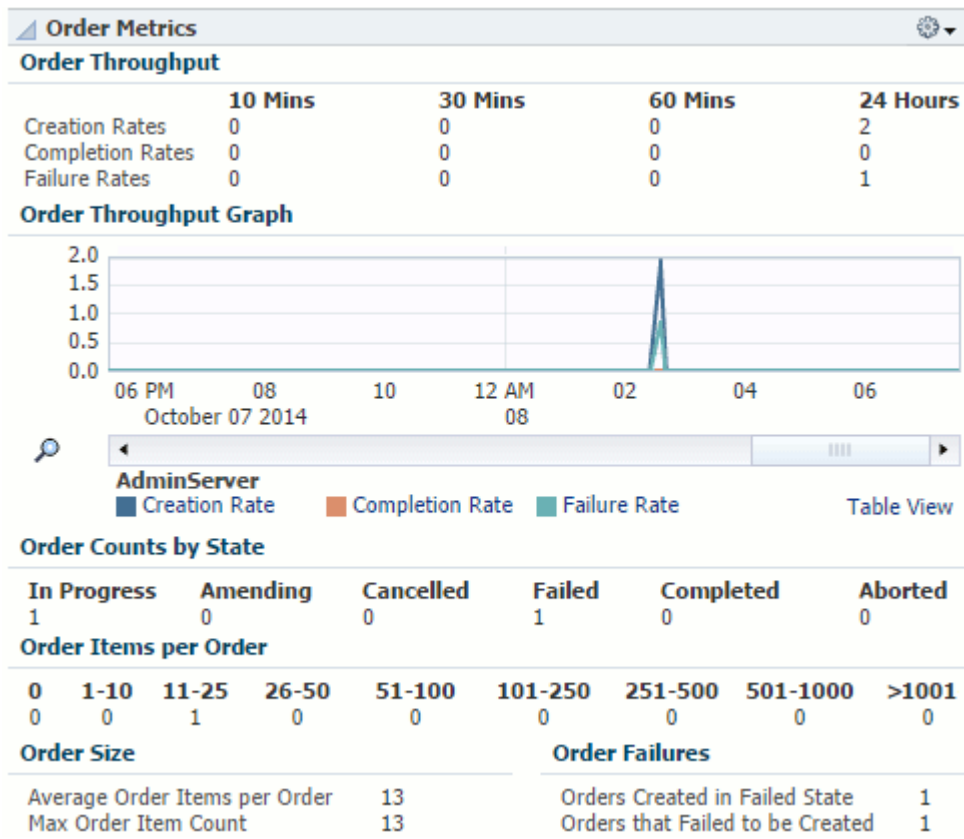 Order Metrics
Order Throughput
10 Mins 30 Mins 60 Mins 24 Hours
Creation Rates 0 0 0 2
Completion Rates 0 0 0 0
Failure Rates 0 0 0 1
Order Throughput Graph
2.0
1.5
1.0
0.5
0.0
06 PM 08 10 12 AM 02 04 06
October 07 2014 08
AdminServer
Creation Rate Completion Rate Failure Rate Table View
Order Counts by State
In Progress Amending Cancelled Failed Completed Aborted
1 0 0 1 0 0
Order Items per Order
0 1-10 11-25 26-50 51-100 101-250 251-500 501-1000 >1001
0 0 1 0 0 0 0 0 0
Order Size Order Failures
Average Order Items per Order 13 Orders Created in Failed State 1
Max Order Item Count 13 Orders that Failed to be Created 1